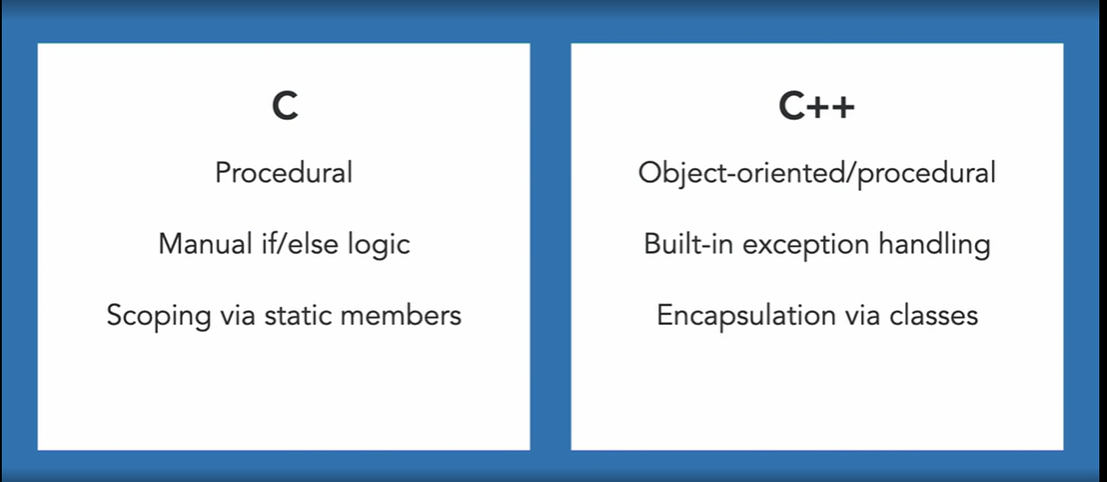 C
Procedural
Manual if/else logic
Scoping via static members
C++
Object-oriented/procedural
Built-in exception handling
Encapsulation via classes